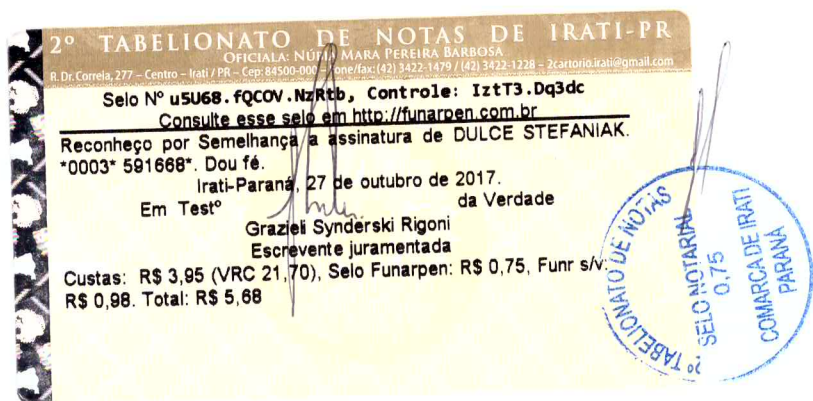 2º TABELIONATO DE NOTAS DE IRATI-PR
OFICIALA: NÚRIA MARA PEREIRA BARBOSA
R. Dr. Correia, 277 – Centro – Irati / PR – Cep: 84500-000 – Fone/fax: (42) 3422-1479 / (42) 3422-1228 – 2cartorio.irati@gmail.com
Selo Nº u5U68.fQCOV.NzRtb, Controle: IztT3.Dq3dc
Consulte esse selo em http://funarpen.com.br
Reconheço por Semelhança a assinatura de DULCE STEFANIAK.
*0003* 591668*. Dou fé.
Irati-Paraná, 27 de outubro de 2017.
Em Testº da Verdade
Grazieli Synderski Rigoni
Escrevente juramentada
Custas: R$ 3,95 (VRC 21,70), Selo Funarpen: R$ 0,75, Funr s/v:
R$ 0,98. Total: R$ 5,68
2º TABELIONATO DE NOTAS
SELO NOTARIAL
0,75
COMARCA DE IRATI
PARANÁ